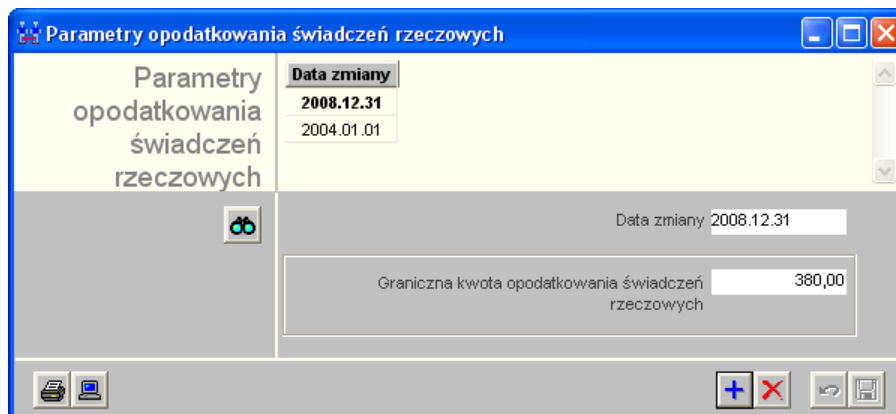 Parametry opodatkowania świadczeń rzeczowych
Parametry
opodatkowania
świadczeń
rzeczowych
Data zmiany
2008.12.31
2004.01.01
Data zmiany 2008.12.31
Graniczna kwota opodatkowania świadczeń 380,00
rzeczowych